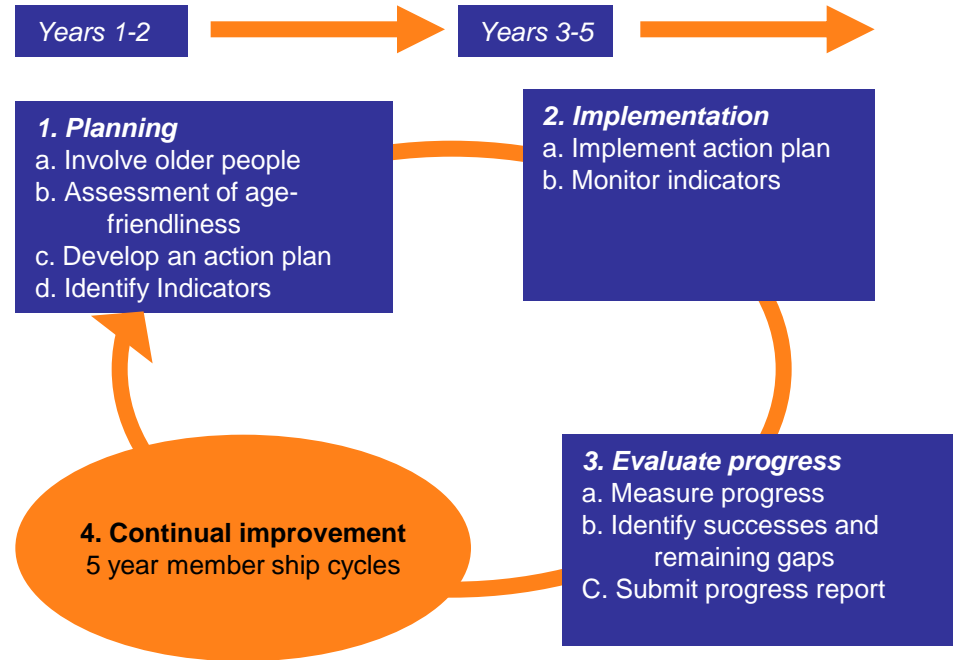 Years 1-2
Years 3-5
1. Planning
a. Involve older people
b. Assessment of age-
friendliness
c. Develop an action plan
d. Identify Indicators
2. Implementation
a. Implement action plan
b. Monitor indicators
3. Evaluate progress
a. Measure progress
b. Identify successes and
remaining gaps
C. Submit progress report
4. Continual improvement
5 year member ship cycles